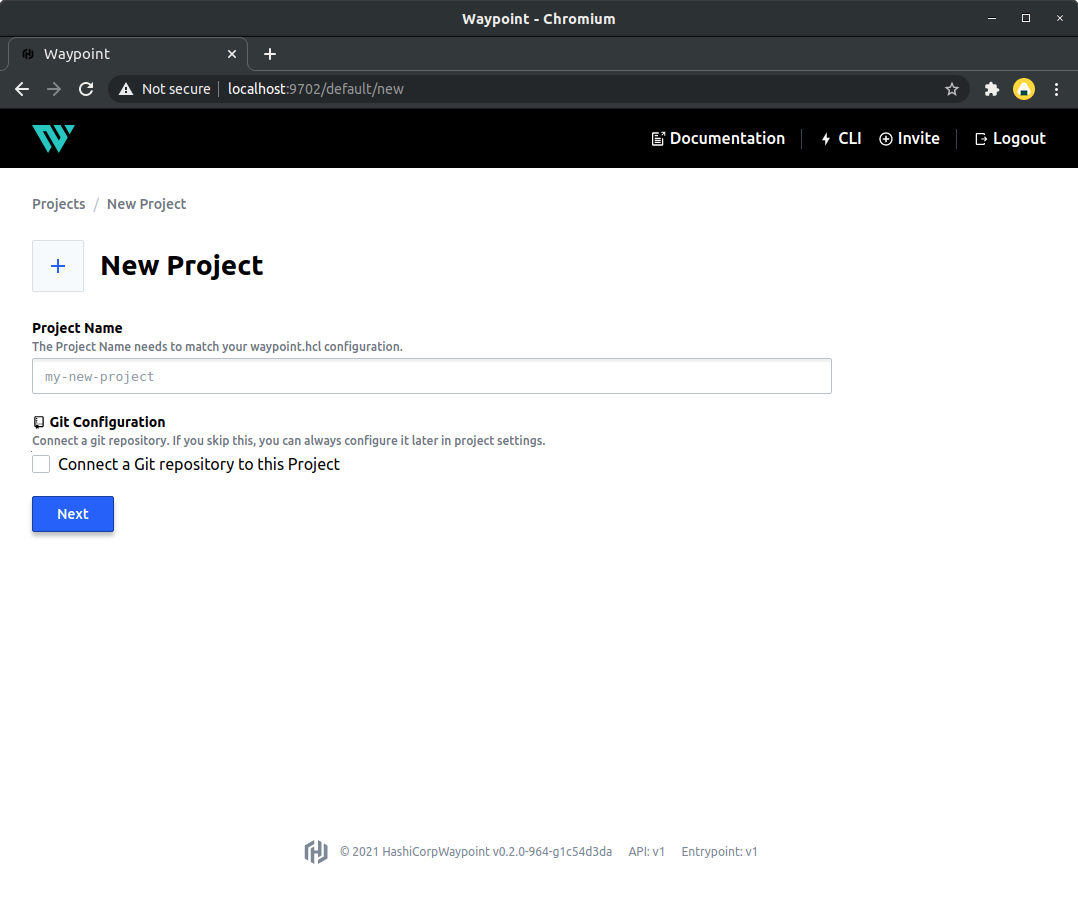 Waypoint - Chromium
Waypoint
Not secure localhost:9702/default/new
Documentation CLI Invite Logout
Projects / New Project
New Project
Project Name
The Project Name needs to match your waypoint.hcl configuration.
my-new-project
Git Configuration
Connect a git repository. If you skip this, you can always configure it later in project settings.
Connect a Git repository to this Project
Next
© 2021 HashiCorpWaypoint v0.2.0-964-g1c54d3da API: v1 Entrypoint: v1